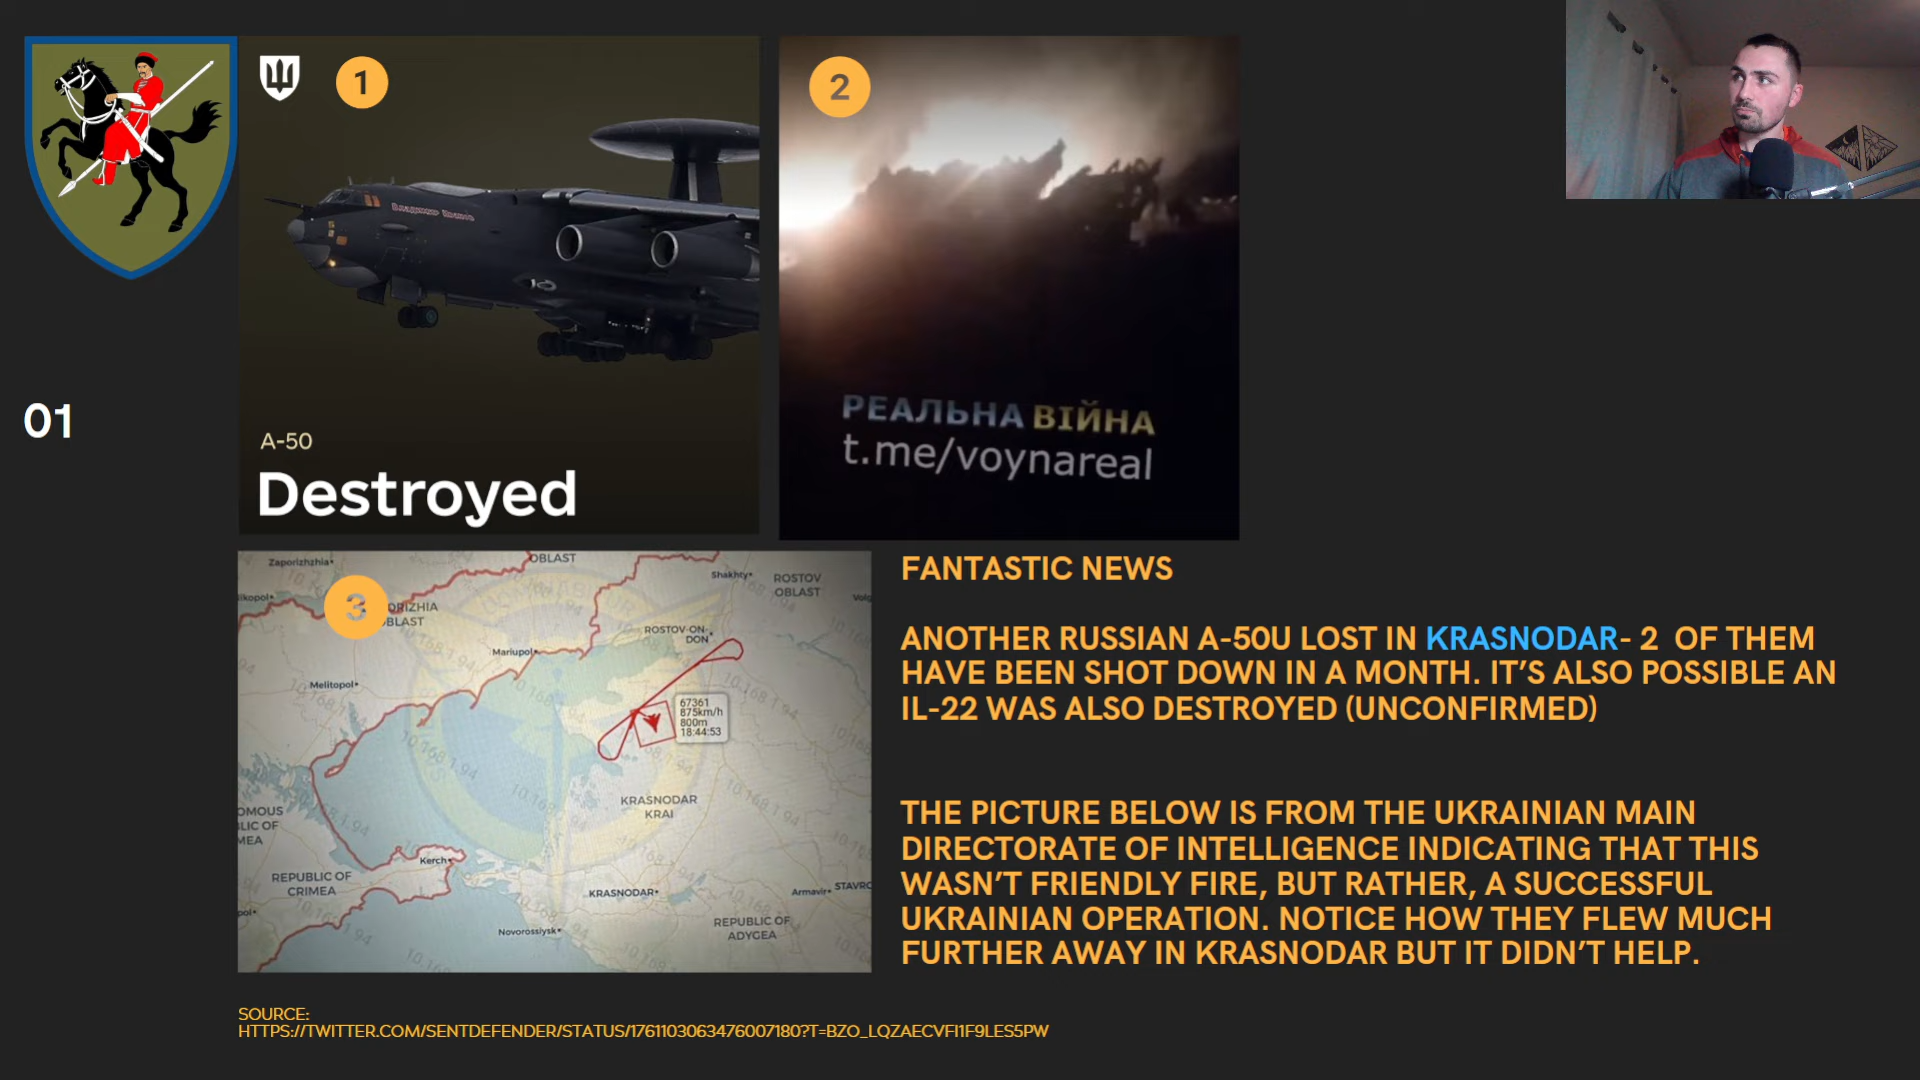 1
2
A-50
Destroyed
РЕАЛЬНА ВІЙНА
t.me/voynareal
01
3
Zaporizhzhia
OBLAST
Shakhty
ROSTOV
OBLAST
ROSTOV-ON-
DON
Mariupol
Melitopol
67361
875km/h
800m
18:44:53
KRASNODAR
KRAI
Kerch
REPUBLIC OF
CRIMEA
KRASNODAR
Armavir
Novorossiysk
REPUBLIC OF
ADYGEA
FANTASTIC NEWS
ANOTHER RUSSIAN A-50U LOST IN KRASNODAR- 2 OF THEM
HAVE BEEN SHOT DOWN IN A MONTH. IT’S ALSO POSSIBLE AN
IL-22 WAS ALSO DESTROYED (UNCONFIRMED)
THE PICTURE BELOW IS FROM THE UKRAINIAN MAIN
DIRECTORATE OF INTELLIGENCE INDICATING THAT THIS
WASN’T FRIENDLY FIRE, BUT RATHER, A SUCCESSFUL
UKRAINIAN OPERATION. NOTICE HOW THEY FLEW MUCH
FURTHER AWAY IN KRASNODAR BUT IT DIDN’T HELP.
SOURCE:
HTTPS://TWITTER.COM/SENTDEFENDER/STATUS/1761103063476007180?T=BZO_LQZAECVFI1F9LES5PW